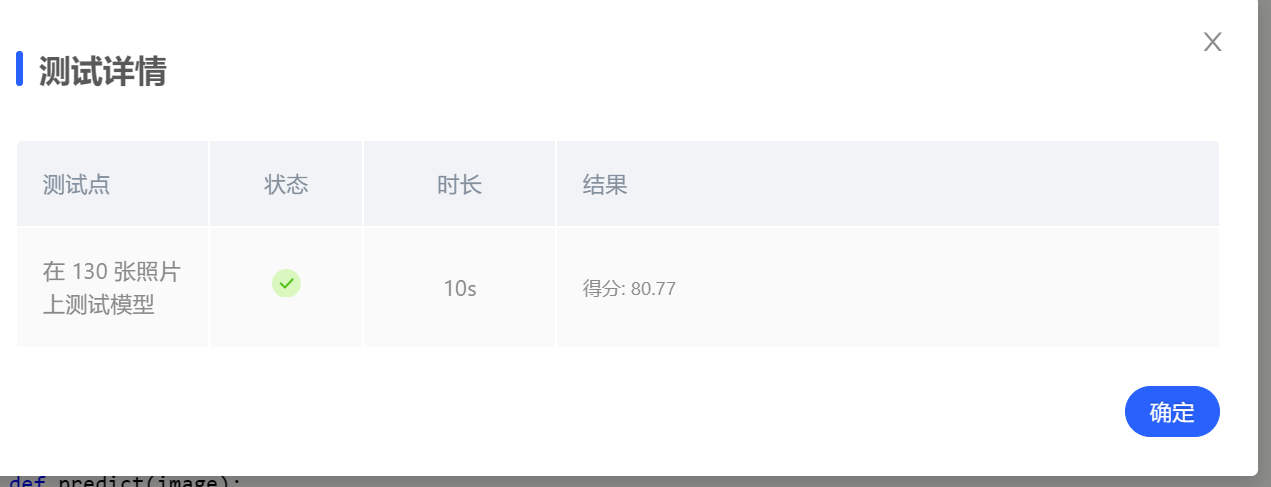 测试详情
测试点 状态 时长 结果
在 130 张照片
上测试模型
10s
得分: 80.77
确定
def predict(image):